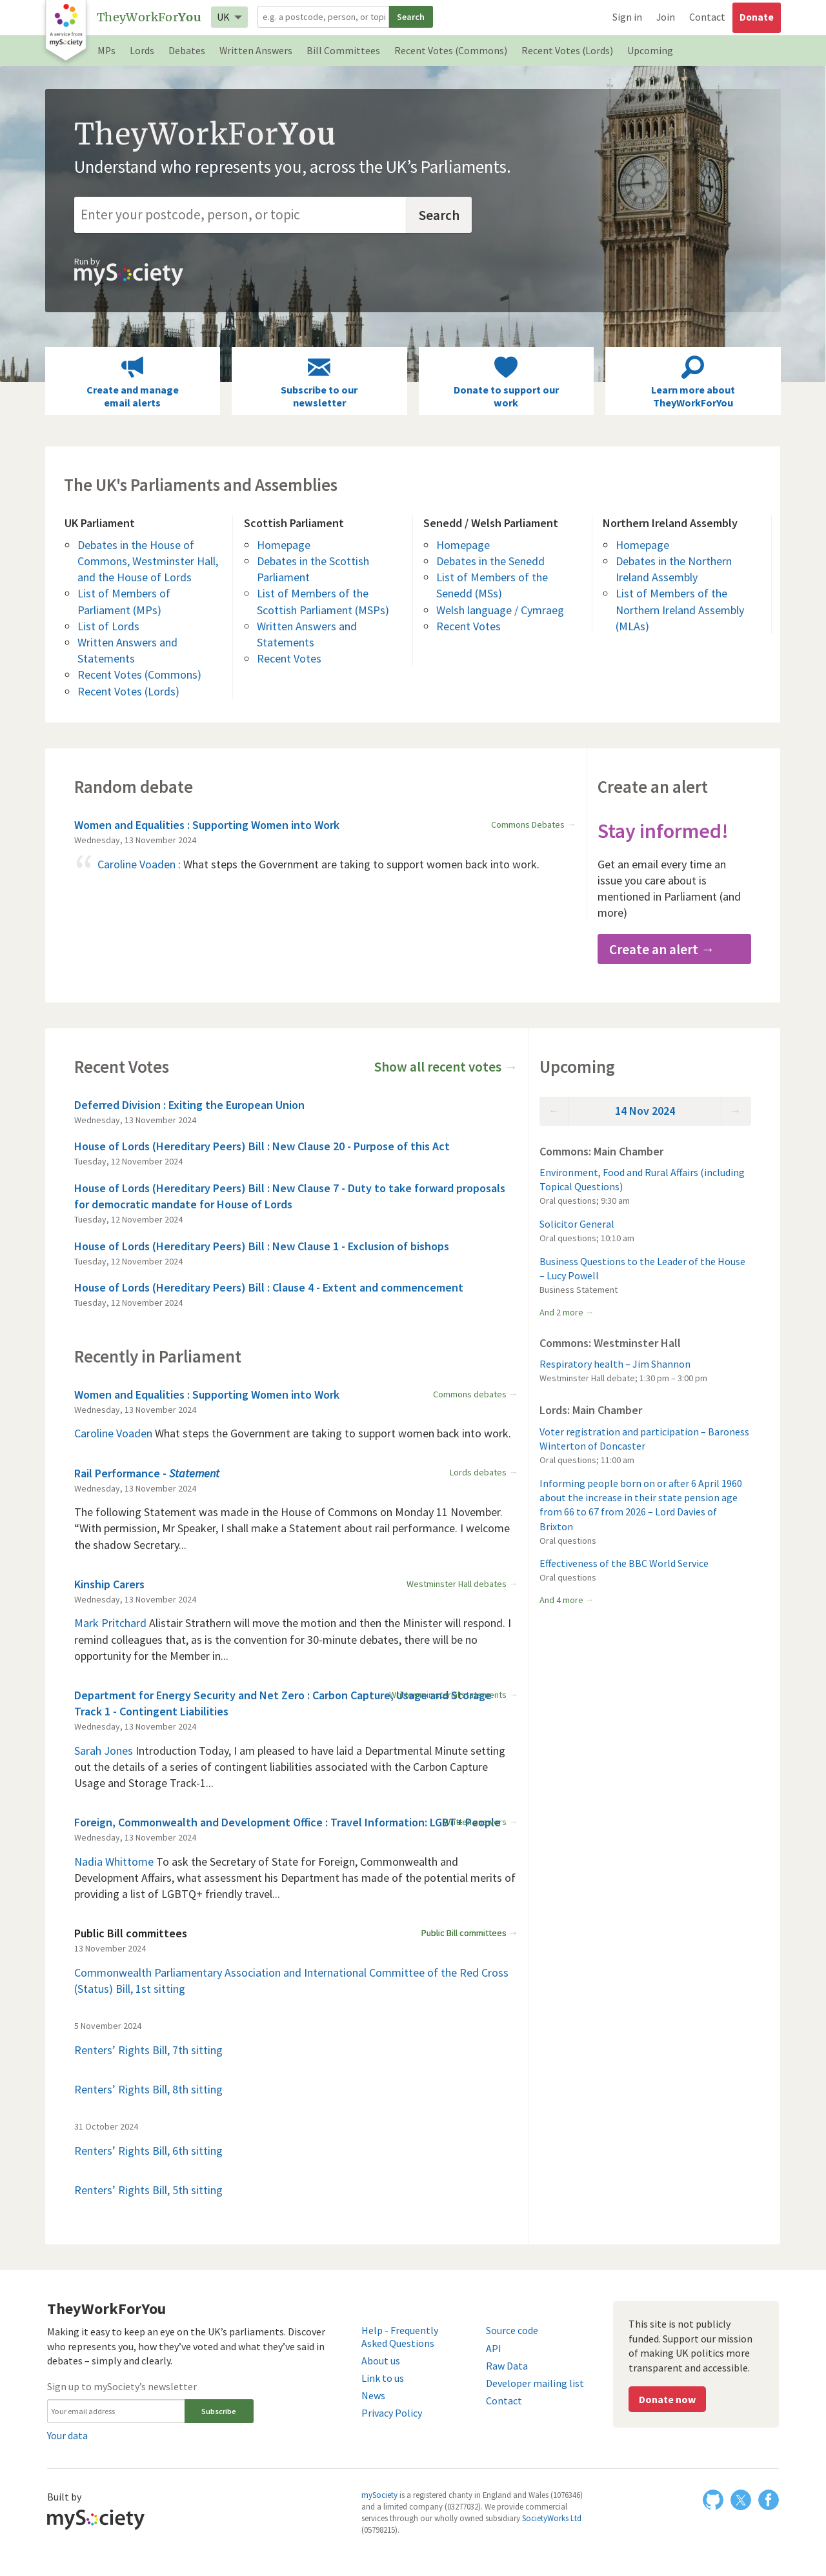 A service from
mySociety
TheyWorkForYou
UK
e.g. a postcode, person, or topi
Search
Sign in
Join
Contact
Donate
MPs
Lords
Debates
Written Answers
Bill Committees
Recent Votes (Commons)
Recent Votes (Lords)
Upcoming
TheyWorkForYou
Understand who represents you, across the UK’s Parliaments.
Enter your postcode, person, or topic
Search
Run by
mySociety
Create and manage
email alerts
Subscribe to our
newsletter
Donate to support our
work
Learn more about
TheyWorkForYou
The UK's Parliaments and Assemblies
UK Parliament
Debates in the House of
Commons, Westminster Hall,
and the House of Lords
List of Members of
Parliament (MPs)
List of Lords
Written Answers and
Statements
Recent Votes (Commons)
Recent Votes (Lords)
Scottish Parliament
Homepage
Debates in the Scottish
Parliament
List of Members of the
Scottish Parliament (MSPs)
Written Answers and
Statements
Recent Votes
Senedd / Welsh Parliament
Homepage
Debates in the Senedd
List of Members of the
Senedd (MSs)
Welsh language / Cymraeg
Recent Votes
Northern Ireland Assembly
Homepage
Debates in the Northern
Ireland Assembly
List of Members of the
Northern Ireland Assembly
(MLAs)
Random debate
Women and Equalities : Supporting Women into Work
Commons Debates →
Wednesday, 13 November 2024
“ Caroline Voaden : What steps the Government are taking to support women back into work.
Create an alert
Stay informed!
Get an email every time an
issue you care about is
mentioned in Parliament (and
more)
Create an alert →
Recent Votes
Show all recent votes →
Deferred Division : Exiting the European Union
Wednesday, 13 November 2024
House of Lords (Hereditary Peers) Bill : New Clause 20 - Purpose of this Act
Tuesday, 12 November 2024
House of Lords (Hereditary Peers) Bill : New Clause 7 - Duty to take forward proposals
for democratic mandate for House of Lords
Tuesday, 12 November 2024
House of Lords (Hereditary Peers) Bill : New Clause 1 - Exclusion of bishops
Tuesday, 12 November 2024
House of Lords (Hereditary Peers) Bill : Clause 4 - Extent and commencement
Tuesday, 12 November 2024
Recently in Parliament
Women and Equalities : Supporting Women into Work
Commons debates →
Wednesday, 13 November 2024
Caroline Voaden What steps the Government are taking to support women back into work.
Rail Performance - Statement
Lords debates →
Wednesday, 13 November 2024
The following Statement was made in the House of Commons on Monday 11 November.
“With permission, Mr Speaker, I shall make a Statement about rail performance. I welcome
the shadow Secretary...
Kinship Carers
Westminster Hall debates →
Wednesday, 13 November 2024
Mark Pritchard Alistair Strathern will move the motion and then the Minister will respond. I
remind colleagues that, as is the convention for 30-minute debates, there will be no
opportunity for the Member in...
Department for Energy Security and Net Zero : Carbon Capture, Usage and Storage
Track 1 - Contingent Liabilities
Wednesday, 13 November 2024
Sarah Jones Introduction Today, I am pleased to have laid a Departmental Minute setting
out the details of a series of contingent liabilities associated with the Carbon Capture
Usage and Storage Track-1...
Foreign, Commonwealth and Development Office : Travel Information: LGBT+ People
Wednesday, 13 November 2024
Nadia Whittome To ask the Secretary of State for Foreign, Commonwealth and
Development Affairs, what assessment his Department has made of the potential merits of
providing a list of LGBTQ+ friendly travel...
Public Bill committees
Public Bill committees →
13 November 2024
Commonwealth Parliamentary Association and International Committee of the Red Cross
(Status) Bill, 1st sitting
5 November 2024
Renters’ Rights Bill, 7th sitting
Renters’ Rights Bill, 8th sitting
31 October 2024
Renters’ Rights Bill, 6th sitting
Renters’ Rights Bill, 5th sitting
Upcoming
← 14 Nov 2024 →
Commons: Main Chamber
Environment, Food and Rural Affairs (including
Topical Questions)
Oral questions; 9:30 am
Solicitor General
Oral questions; 10:10 am
Business Questions to the Leader of the House
– Lucy Powell
Business Statement
And 2 more →
Commons: Westminster Hall
Respiratory health – Jim Shannon
Westminster Hall debate; 1:30 pm – 3:00 pm
Lords: Main Chamber
Voter registration and participation – Baroness
Winterton of Doncaster
Oral questions; 11:00 am
Informing people born on or after 6 April 1960
about the increase in their state pension age
from 66 to 67 from 2026 – Lord Davies of
Brixton
Oral questions
Effectiveness of the BBC World Service
Oral questions
And 4 more →
TheyWorkForYou
Making it easy to keep an eye on the UK’s parliaments. Discover
who represents you, how they’ve voted and what they’ve said in
debates – simply and clearly.
Sign up to mySociety’s newsletter
Your email address
Subscribe
Your data
Help - Frequently
Asked Questions
About us
Link to us
News
Privacy Policy
Source code
API
Raw Data
Developer mailing list
Contact
This site is not publicly
funded. Support our mission
of making UK politics more
transparent and accessible.
Donate now
Built by
mySociety
mySociety is a registered charity in England and Wales (1076346)
and a limited company (03277032). We provide commercial
services through our wholly owned subsidiary SocietyWorks Ltd
(05798215).